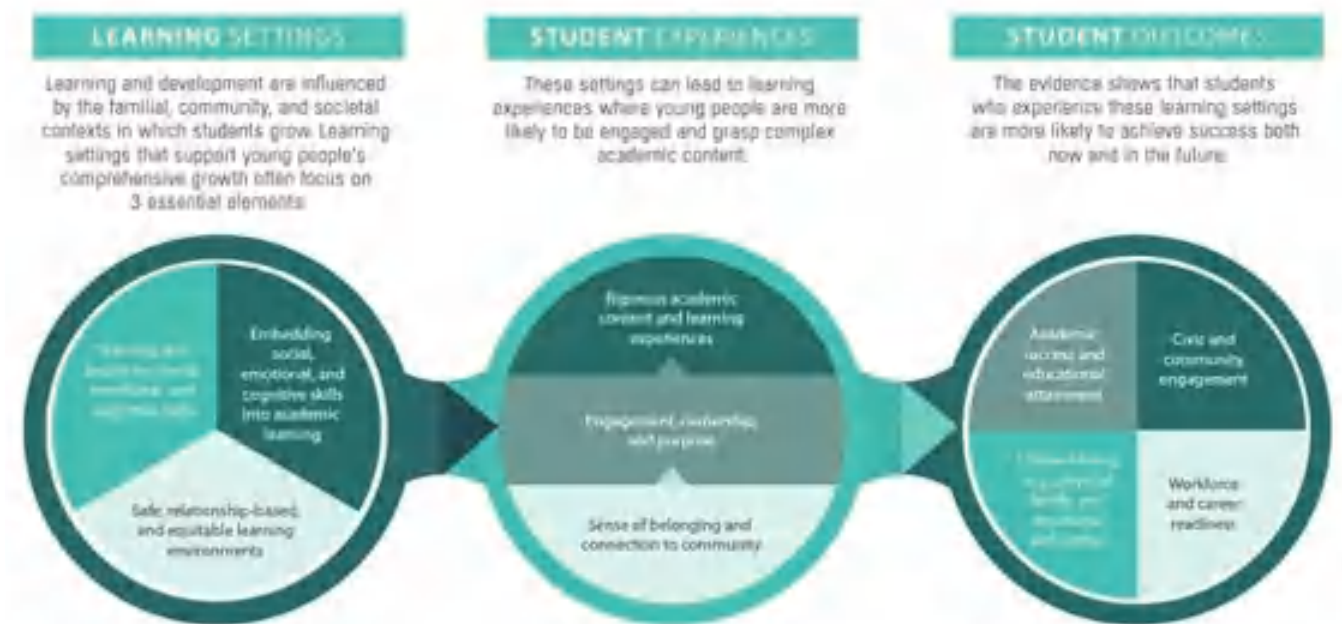 LEARNING SETTINGS
Learning and development are influenced
by the familial, community, and societal
contexts in which students grow. Learning
settings that support young people's
comprehensive growth often focus on
3 essential elements
Embedding
social,
emotional, and
cognitive skills
into academic
learning
Safe, relationship-based,
and equitable learning
environments
STUDENT EXPERIENCES
These settings can lead to learning
experiences where young people are more
likely to be engaged and grasp complex
academic content.
Rigorous academic
content and learning
experiences
Engagement, ownership,
and purpose
Sense of belonging and
connection to community
STUDENT OUTCOMES
The evidence shows that students
who experience these learning settings
are more likely to achieve success both
now and in the future.
Academic
success and
educational
attainment
Civic and
community
engagement
Workforce
and career
readiness